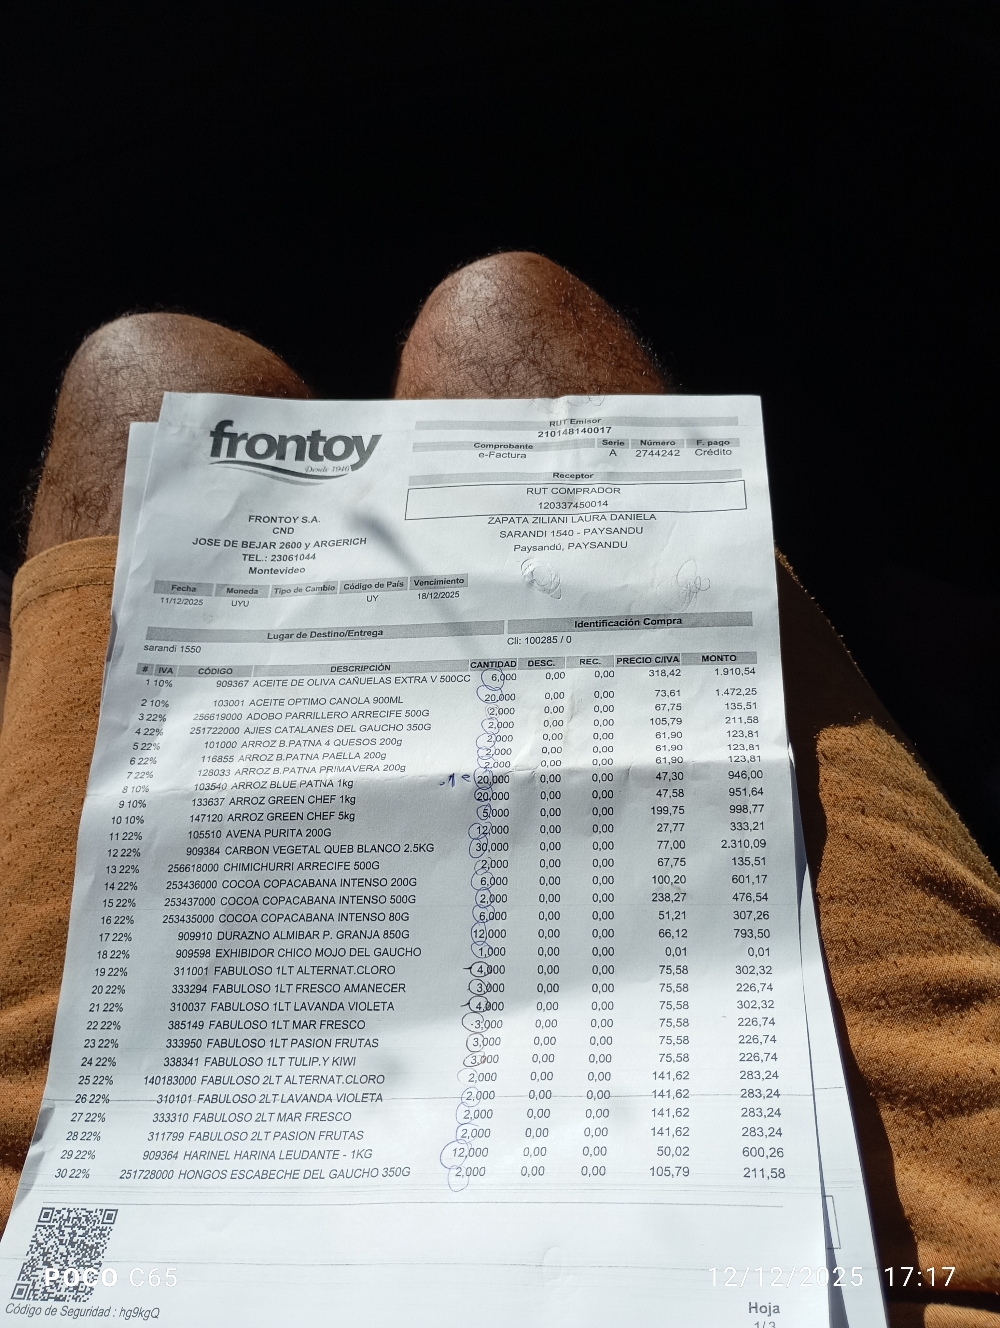 frontoy
Desde 1946
RUT Emisor
210148140017
Comprobante Serie Número F. pago
e-Factura A 2744242 Crédito
Receptor
RUT COMPRADOR
120337450014
ZAPATA ZILIANI LAURA DANIELA
SARANDI 1540 - PAYSANDU
Paysandú, PAYSANDU
FRONTOY S.A.
CND
JOSE DE BEJAR 2600 y ARGERICH
TEL.: 23061044
Montevideo
Fecha Moneda Tipo de Cambio Código de País Vencimiento
11/12/2025 UYU UY 18/12/2025
Lugar de Destino/Entrega Identificación Compra
sarandi 1550 Cli: 100285 / 0
# IVA CÓDIGO DESCRIPCIÓN CANTIDAD DESC. REC. PRECIO C/IVA MONTO
1 10% 909367 ACEITE DE OLIVA CAÑUELAS EXTRA V 500CC 6,000 0,00 0,00 318,42 1.910,54
2 10% 103001 ACEITE OPTIMO CANOLA 900ML 20,000 0,00 0,00 73,61 1.472,25
3 22% 256619000 ADOBO PARRILLERO ARRECIFE 500G 2,000 0,00 0,00 67,75 135,51
4 22% 251722000 AJIES CATALANES DEL GAUCHO 350G 2,000 0,00 0,00 105,79 211,58
5 22% 101000 ARROZ B.PATNA 4 QUESOS 200g 2,000 0,00 0,00 61,90 123,81
6 22% 116855 ARROZ B.PATNA PAELLA 200g 2,000 0,00 0,00 61,90 123,81
7 22% 128033 ARROZ B.PATNA PRIMAVERA 200g 2,000 0,00 0,00 61,90 123,81
8 10% 103540 ARROZ BLUE PATNA 1kg 20,000 0,00 0,00 47,30 946,00
9 10% 133637 ARROZ GREEN CHEF 1kg 20,000 0,00 0,00 47,58 951,64
10 10% 147120 ARROZ GREEN CHEF 5kg 5,000 0,00 0,00 199,75 998,77
11 22% 105510 AVENA PURITA 200G 12,000 0,00 0,00 27,77 333,21
12 22% 909384 CARBON VEGETAL QUEB BLANCO 2.5KG 30,000 0,00 0,00 77,00 2.310,09
13 22% 256618000 CHIMICHURRI ARRECIFE 500G 2,000 0,00 0,00 67,75 135,51
14 22% 253436000 COCOA COPACABANA INTENSO 200G 6,000 0,00 0,00 100,20 601,17
15 22% 253437000 COCOA COPACABANA INTENSO 500G 2,000 0,00 0,00 238,27 476,54
16 22% 253435000 COCOA COPACABANA INTENSO 80G 6,000 0,00 0,00 51,21 307,26
17 22% 909910 DURAZNO ALMIBAR P. GRANJA 850G 12,000 0,00 0,00 66,12 793,50
18 22% 909598 EXHIBIDOR CHICO MOJO DEL GAUCHO 1,000 0,00 0,00 0,01 0,01
19 22% 311001 FABULOSO 1LT ALTERNAT.CLORO 4,000 0,00 0,00 75,58 302,32
20 22% 333294 FABULOSO 1LT FRESCO AMANECER 3,000 0,00 0,00 75,58 226,74
21 22% 310037 FABULOSO 1LT LAVANDA VIOLETA 4,000 0,00 0,00 75,58 302,32
22 22% 385149 FABULOSO 1LT MAR FRESCO 3,000 0,00 0,00 75,58 226,74
23 22% 333950 FABULOSO 1LT PASION FRUTAS 3,000 0,00 0,00 75,58 226,74
24 22% 338341 FABULOSO 1LT TULIP.Y KIWI 3,000 0,00 0,00 75,58 226,74
25 22% 140183000 FABULOSO 2LT ALTERNAT.CLORO 2,000 0,00 0,00 141,62 283,24
26 22% 310101 FABULOSO 2LT LAVANDA VIOLETA 2,000 0,00 0,00 141,62 283,24
27 22% 333310 FABULOSO 2LT MAR FRESCO 2,000 0,00 0,00 141,62 283,24
28 22% 311799 FABULOSO 2LT PASION FRUTAS 2,000 0,00 0,00 141,62 283,24
29 22% 909364 HARINEL HARINA LEUDANTE - 1KG 12,000 0,00 0,00 50,02 600,26
30 22% 251728000 HONGOS ESCABECHE DEL GAUCHO 350G 2,000 0,00 0,00 105,79 211,58
POCO C65
12/12/2025 17:17
Código de Seguridad : hg9kgQ
Hoja
1/3